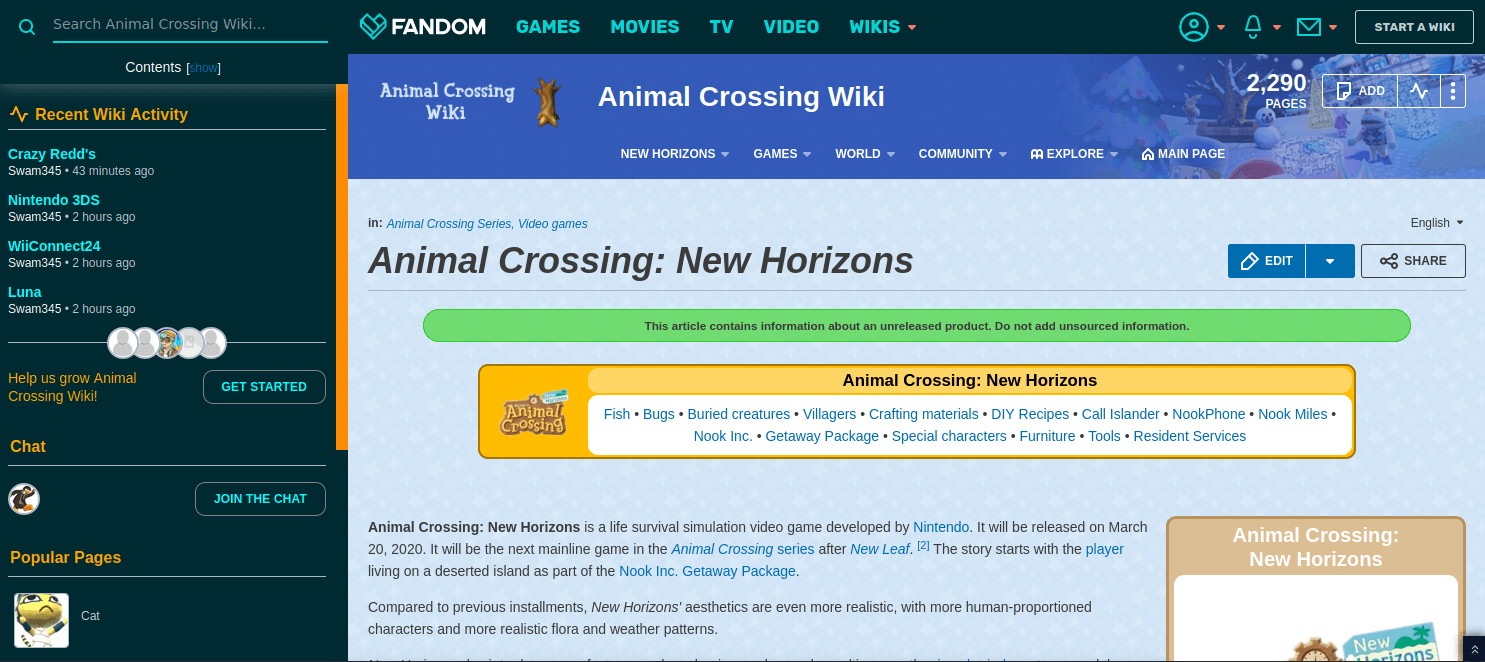 Search Animal Crossing Wiki...
FANDOM
GAMES
MOVIES
TV
VIDEO
WIKIS
START A WIKI
Contents [show]
Recent Wiki Activity
Crazy Redd's
Swam345 • 43 minutes ago
Nintendo 3DS
Swam345 • 2 hours ago
WiiConnect24
Swam345 • 2 hours ago
Luna
Swam345 • 2 hours ago
Help us grow Animal
Crossing Wiki!
GET STARTED
Chat
JOIN THE CHAT
Popular Pages
Cat
Animal Crossing
Wiki
Animal Crossing Wiki
2,290
PAGES
ADD
NEW HORIZONS
GAMES
WORLD
COMMUNITY
EXPLORE
MAIN PAGE
in: Animal Crossing Series, Video games
English
Animal Crossing: New Horizons
EDIT
SHARE
This article contains information about an unreleased product. Do not add unsourced information.
Animal Crossing
Animal Crossing: New Horizons
Fish • Bugs • Buried creatures • Villagers • Crafting materials • DIY Recipes • Call Islander • NookPhone • Nook Miles •
Nook Inc. • Getaway Package • Special characters • Furniture • Tools • Resident Services
Animal Crossing: New Horizons is a life survival simulation video game developed by Nintendo. It will be released on March
20, 2020. It will be the next mainline game in the Animal Crossing series after New Leaf. [2] The story starts with the player
living on a deserted island as part of the Nook Inc. Getaway Package.
Compared to previous installments, New Horizons' aesthetics are even more realistic, with more human-proportioned
characters and more realistic flora and weather patterns.
Animal Crossing:
New Horizons
New
Horizons